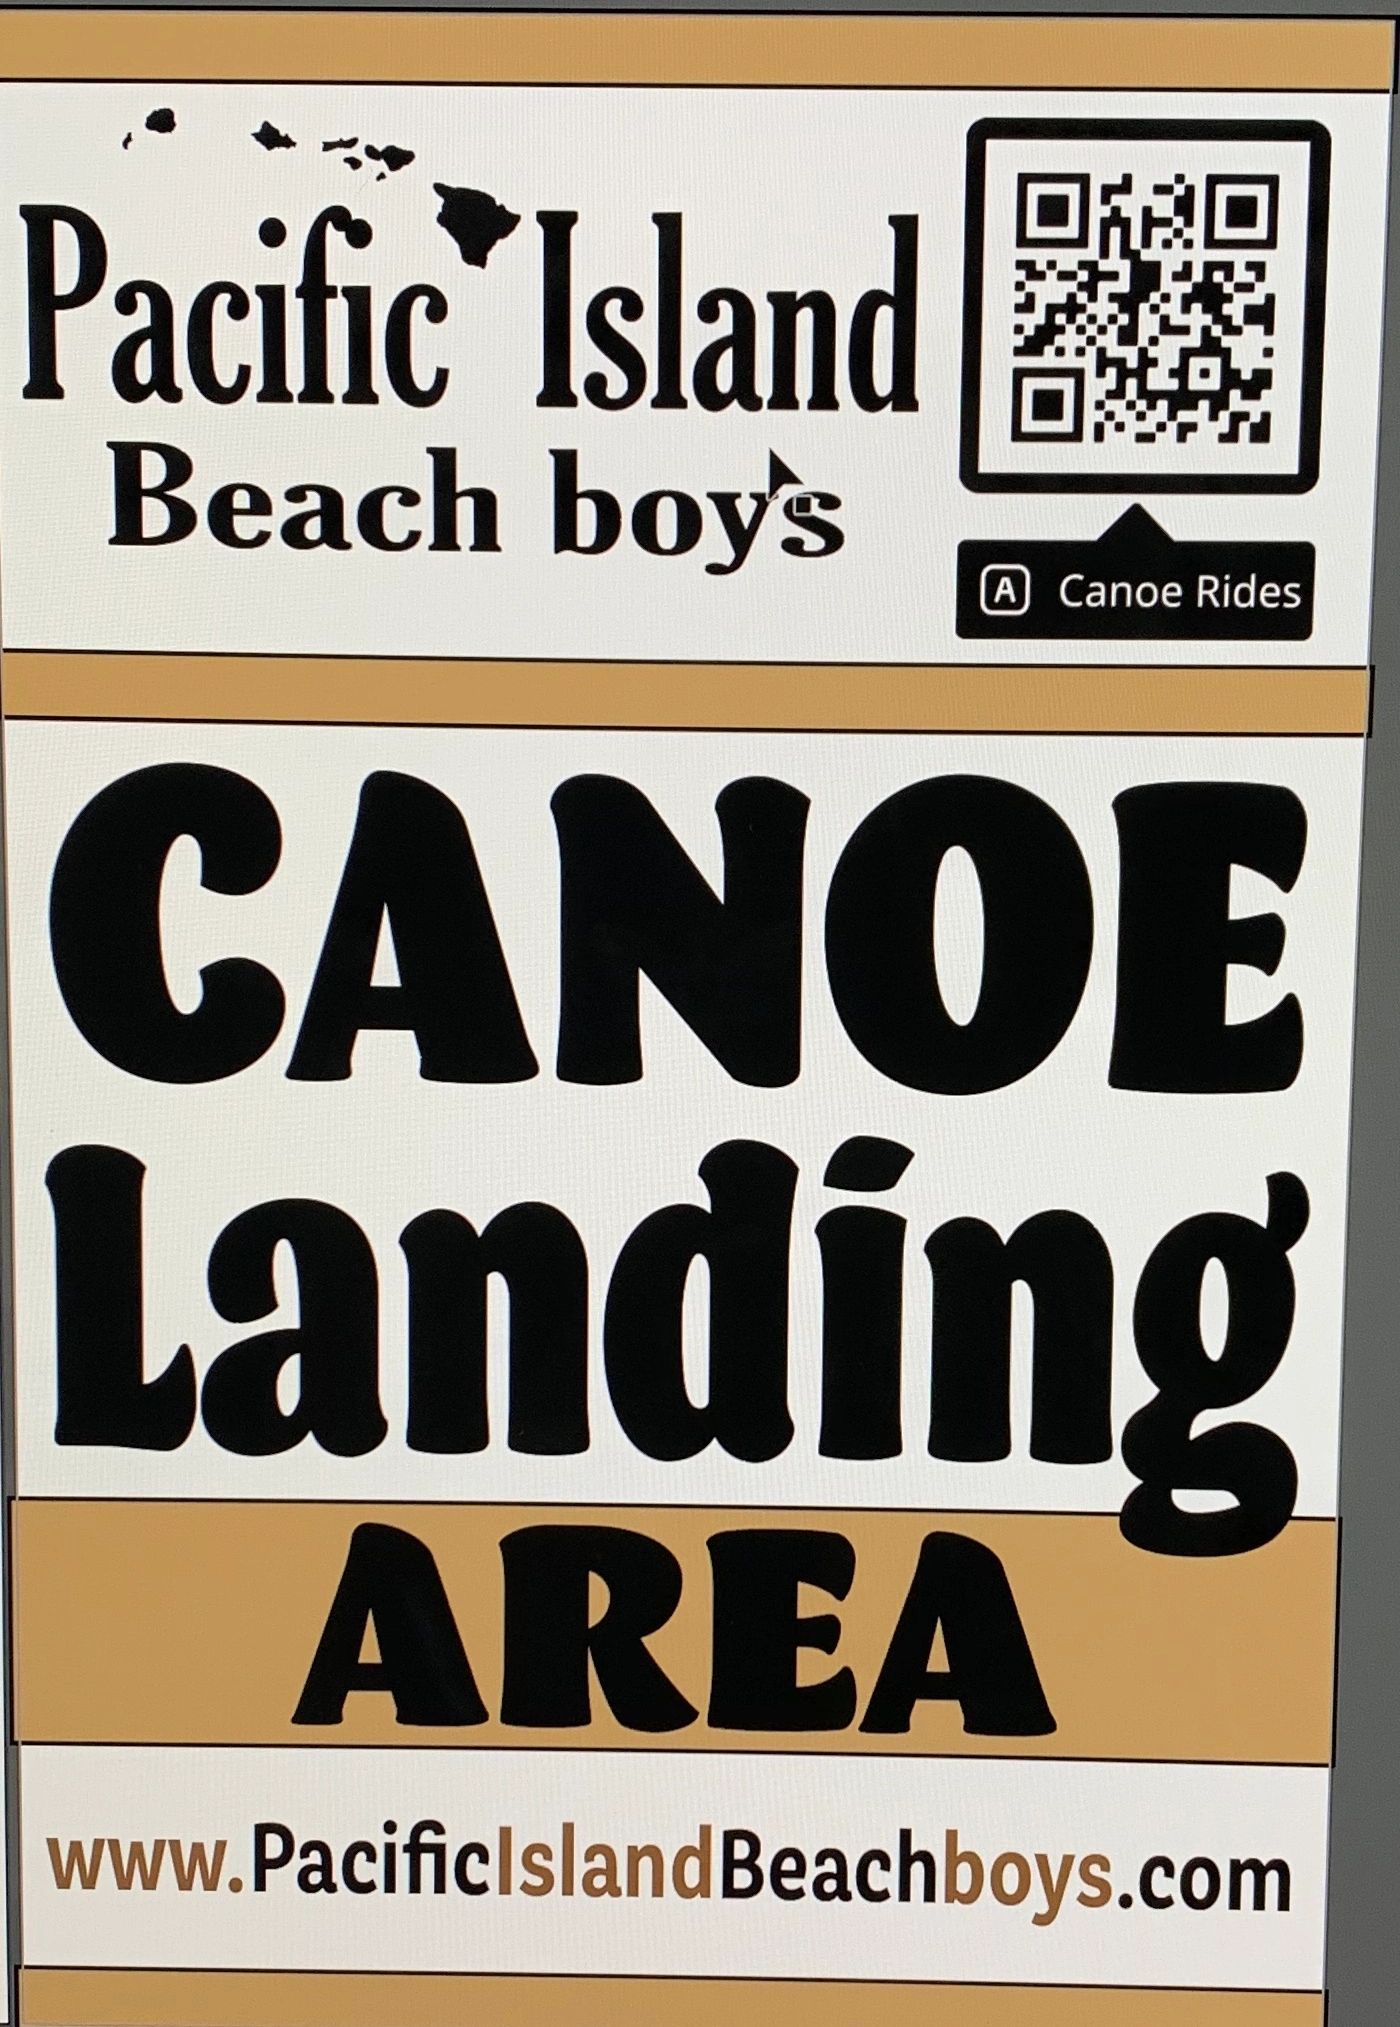 Pacific Island
Beach boys
A Canoe Rides
CANOE
Landing
AREA
www.PacificIslandBeachboys.com